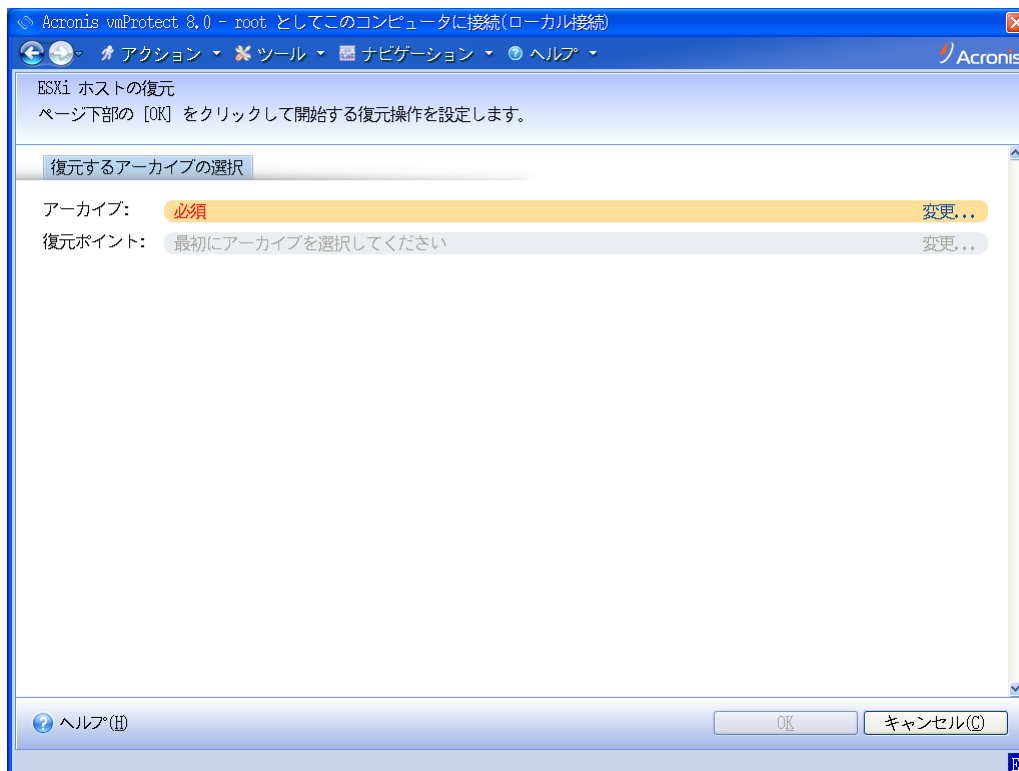 Acronis vmProtect 8.0 - root としてこのコンピュータに接続(ローカル接続)
アクション ツール ナビゲーション ヘルプ Acronis
ESXi ホストの復元
ページ下部の [OK] をクリックして開始する復元操作を設定します。
復元するアーカイブの選択
アーカイブ: 必須 変更...
復元ポイント: 最初にアーカイブを選択してください 変更...
ヘルプ(H) OK キャンセル(C)